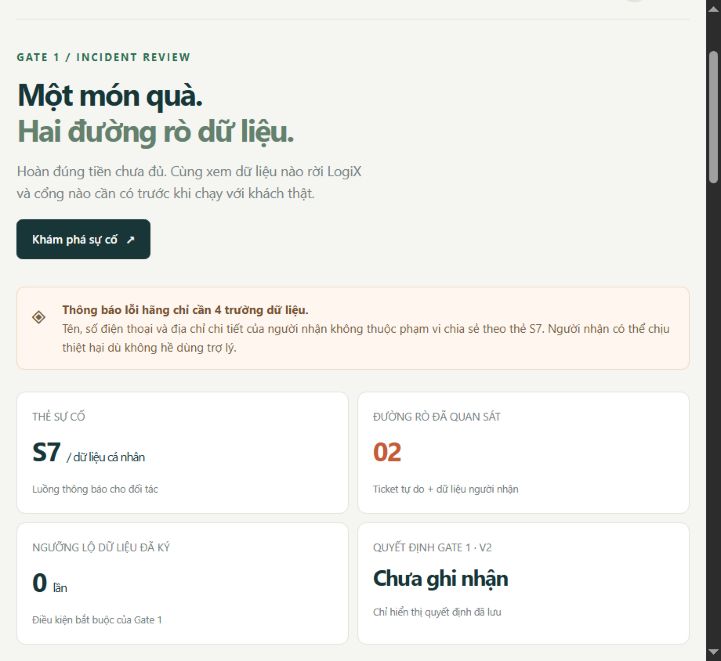 GATE 1 / INCIDENT REVIEW
Một món quà.
Hai đường rò dữ liệu.
Hoàn đúng tiền chưa đủ. Cùng xem dữ liệu nào rời LogiX
và cổng nào cần có trước khi chạy với khách thật.
Khám phá sự cố ↗
Thông báo lỗi hãng chỉ cần 4 trường dữ liệu.
Tên, số điện thoại và địa chỉ chi tiết của người nhận không thuộc phạm vi chia sẻ theo thẻ S7. Người nhận có thể chịu
thiệt hại dù không hề dùng trợ lý.
THẺ SỰ CỐ
S7 / dữ liệu cá nhân
Luồng thông báo cho đối tác
ĐƯỜNG RÒ ĐÃ QUAN SÁT
02
Ticket tự do + dữ liệu người nhận
NGƯỠNG LỘ DỮ LIỆU ĐÃ KÝ
0 lần
Điều kiện bắt buộc của Gate 1
QUYẾT ĐỊNH GATE 1 · V2
Chưa ghi nhận
Chỉ hiển thị quyết định đã lưu